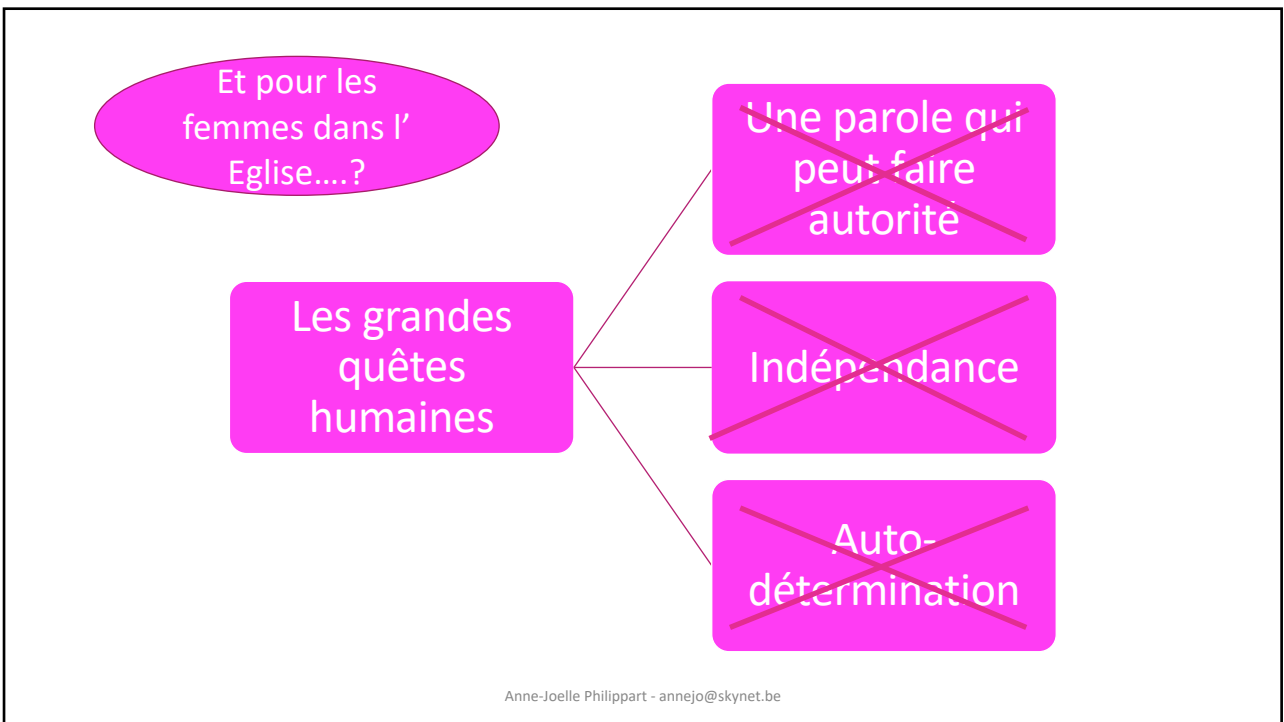 Et pour les
femmes dans l’
Eglise….?
Les grandes
quêtes
humaines
Une parole qui
peut faire
autorité
Indépendance
Auto-
détermination
Anne-Joelle Philippart - annejo@skynet.be